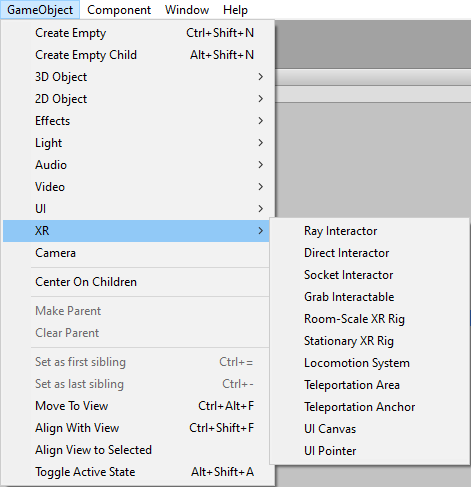 GameObject Component Window Help
Create Empty Ctrl+Shift+N
Create Empty Child Alt+Shift+N
3D Object
2D Object
Effects
Light
Audio
Video
UI
XR
Camera
Center On Children
Make Parent
Clear Parent
Set as first sibling Ctrl+=
Set as last sibling Ctrl+-
Move To View Ctrl+Alt+F
Align With View Ctrl+Shift+F
Align View to Selected
Toggle Active State Alt+Shift+A
Ray Interactor
Direct Interactor
Socket Interactor
Grab Interactable
Room-Scale XR Rig
Stationary XR Rig
Locomotion System
Teleportation Area
Teleportation Anchor
UI Canvas
UI Pointer